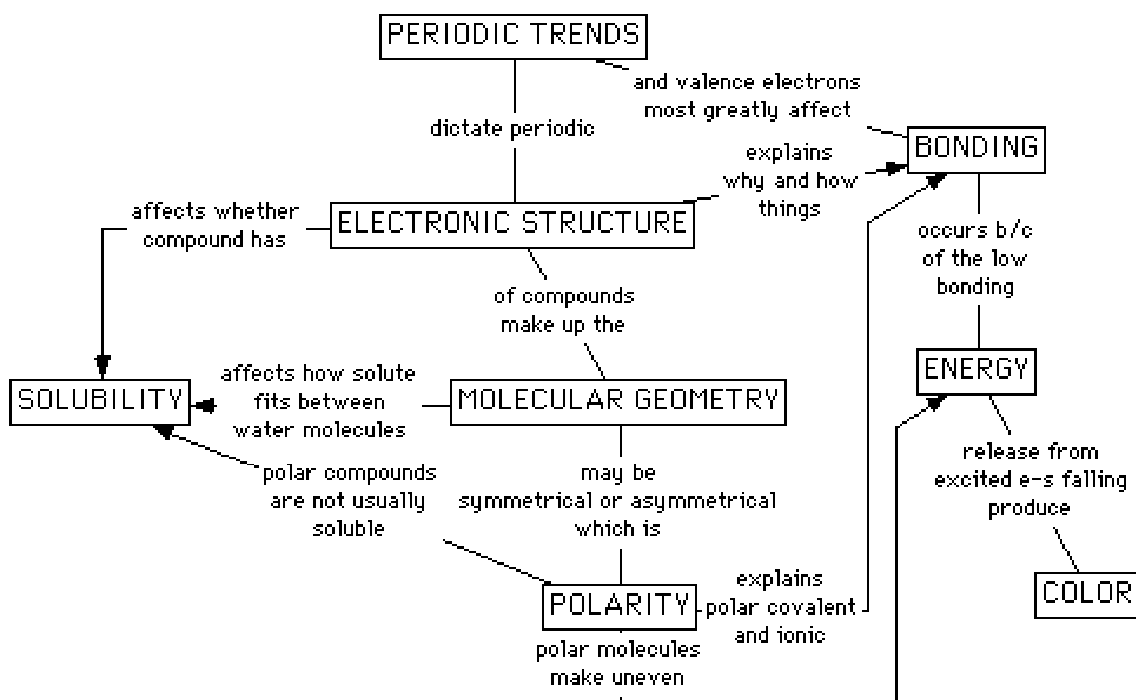 PERIODIC TRENDS
and valence electrons
most greatly affect
dictate periodic
BONDING
explains
why and how
things
affects whether
compound has
ELECTRONIC STRUCTURE
occurs b/c
of the low
bonding
of compounds
make up the
ENERGY
SOLUBILITY
affects how solute
fits between
water molecules
MOLECULAR GEOMETRY
release from
excited e-s falling
produce
polar compounds
are not usually
soluble
may be
symmetrical or asymmetrical
which is
COLOR
POLARITY
explains
polar covalent
and ionic
polar molecules
make uneven